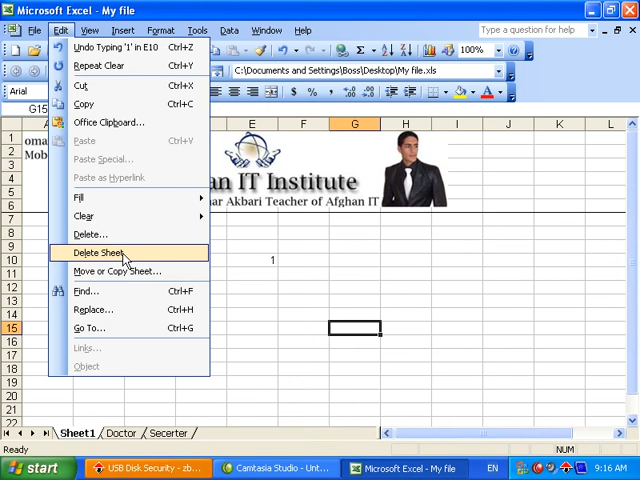 Microsoft Excel - My file
File Edit View Insert Format Tools Data Window Help
Type a question for help
100%
C:\Documents and Settings\Boss\Desktop\My file.xls
Arial
B I U
$ % ,
G15
Undo Typing '1' in E10 Ctrl+Z
Repeat Clear Ctrl+Y
Cut Ctrl+X
Copy Ctrl+C
Office Clipboard...
Paste Ctrl+V
Paste Special...
Paste as Hyperlink
Fill
Clear
Delete...
Delete Sheet
Move or Copy Sheet...
Find... Ctrl+F
Replace... Ctrl+H
Go To... Ctrl+G
Links...
Object
A E F G H I J K L
1
2
3
4
5
6
7
8
9
10
11
12
13
14
15
16
17
18
19
20
21
22
an IT Institute
ar Akbari Teacher of Afghan IT
1
Sheet1 Doctor Secerter
Ready NUM
start USB Disk Security - zb... Camtasia Studio - Unt... Microsoft Excel - My file EN 9:16 AM